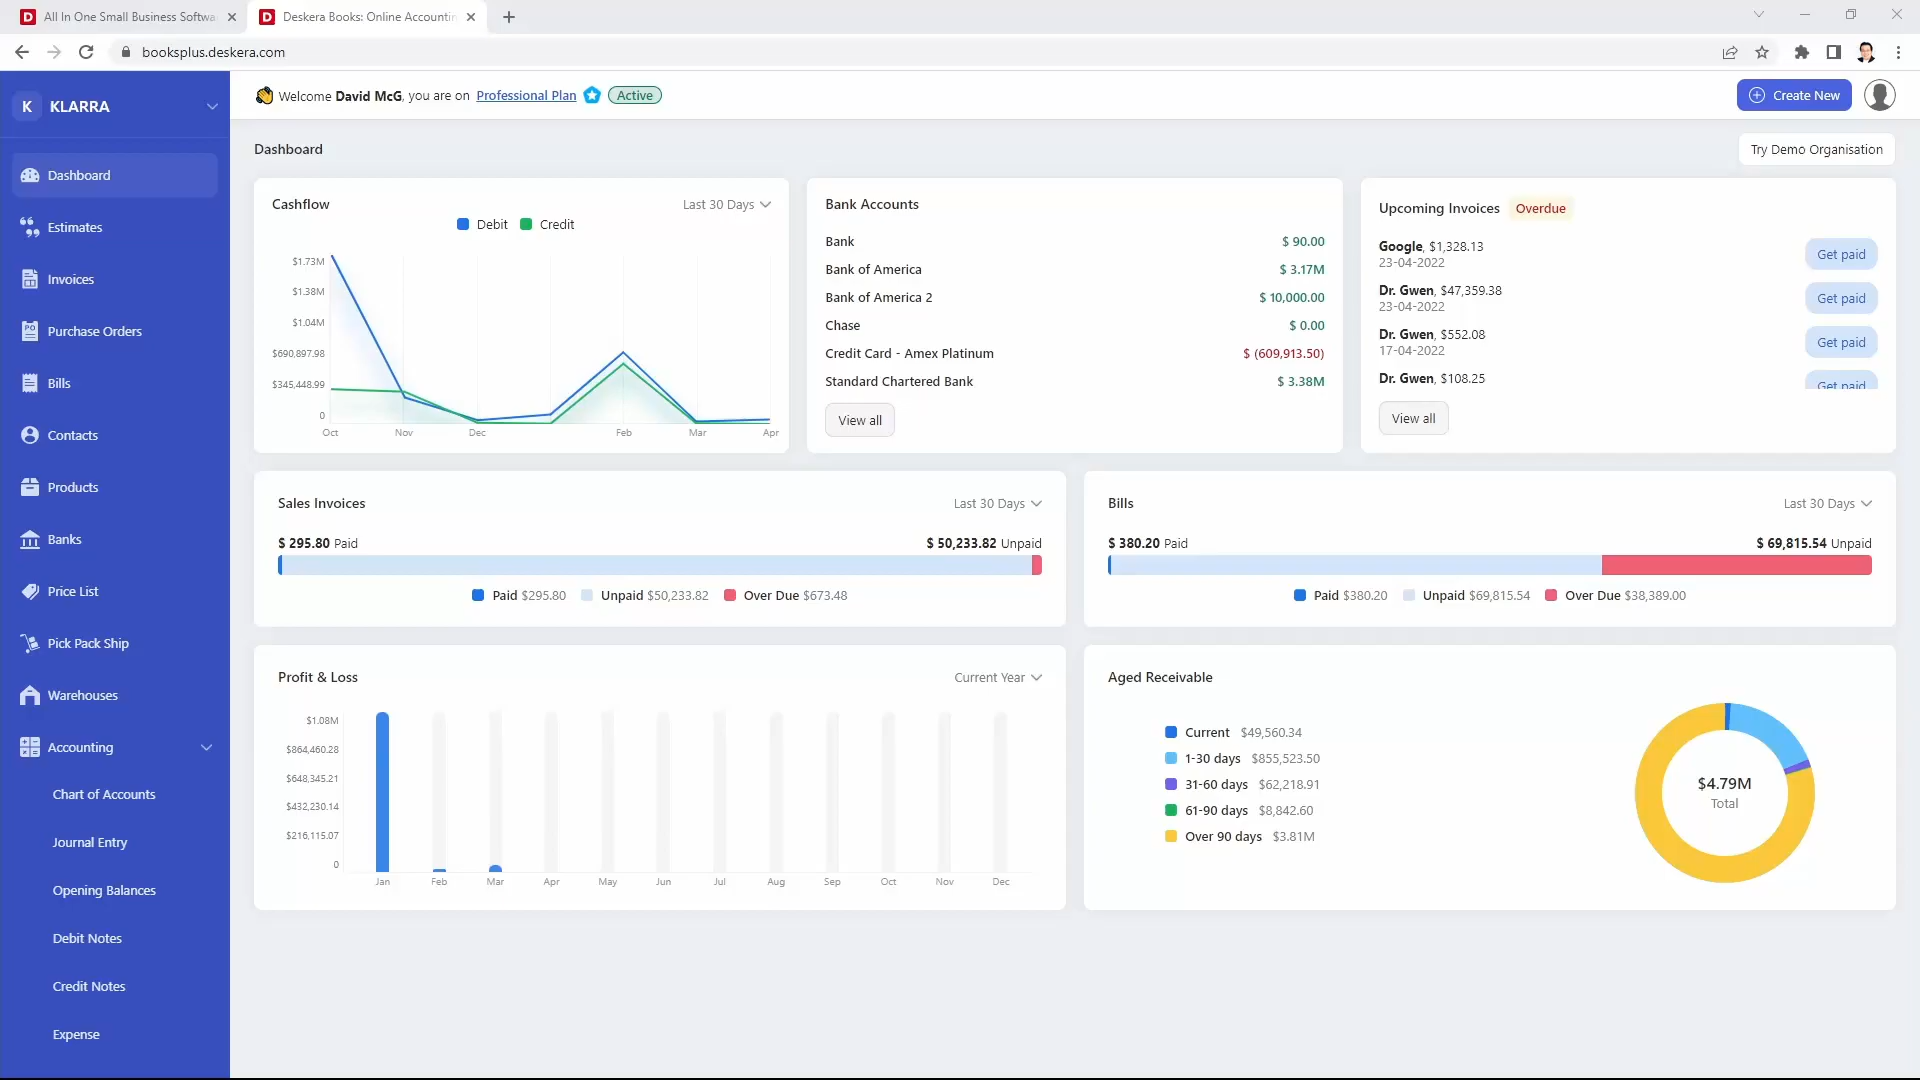 All In One Small Business Softwa
Deskera Books: Online Accountin
booksplus.deskera.com
K KLARRA
Welcome David McG, you are on Professional Plan Active
Create New
Dashboard
Estimates
Invoices
Purchase Orders
Bills
Contacts
Products
Banks
Price List
Pick Pack Ship
Warehouses
Accounting
Chart of Accounts
Journal Entry
Opening Balances
Debit Notes
Credit Notes
Expense
Dashboard
Try Demo Organisation
Cashflow
Last 30 Days
Debit Credit
$1.73M
$1.38M
$1.04M
$690,897.98
$345,448.99
0
Oct Nov Dec Feb Mar Apr
Bank Accounts
Bank $ 90.00
Bank of America $ 3.17M
Bank of America 2 $ 10,000.00
Chase $ 0.00
Credit Card - Amex Platinum $ (609,913.50)
Standard Chartered Bank $ 3.38M
View all
Upcoming Invoices Overdue
Google, $1,328.13
23-04-2022
Get paid
Dr. Gwen, $47,359.38
23-04-2022
Get paid
Dr. Gwen, $552.08
17-04-2022
Get paid
Dr. Gwen, $108.25
Get paid
View all
Sales Invoices
Last 30 Days
$ 295.80 Paid
$ 50,233.82 Unpaid
Paid $295.80 Unpaid $50,233.82 Over Due $673.48
Bills
Last 30 Days
$ 380.20 Paid
$ 69,815.54 Unpaid
Paid $380.20 Unpaid $69,815.54 Over Due $38,389.00
Profit & Loss
Current Year
$1.08M
$864,460.28
$648,345.21
$432,230.14
$216,115.07
0
Jan Feb Mar Apr May Jun Jul Aug Sep Oct Nov Dec
Aged Receivable
Current $49,560.34
1-30 days $855,523.50
31-60 days $62,218.91
61-90 days $8,842.60
Over 90 days $3.81M
$4.79M
Total